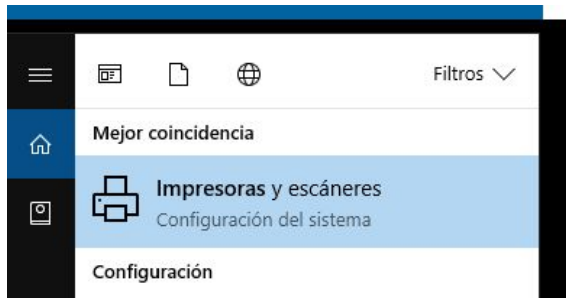 Filtros
Mejor coincidencia
Impresoras y escáneres
Configuración del sistema
Configuración